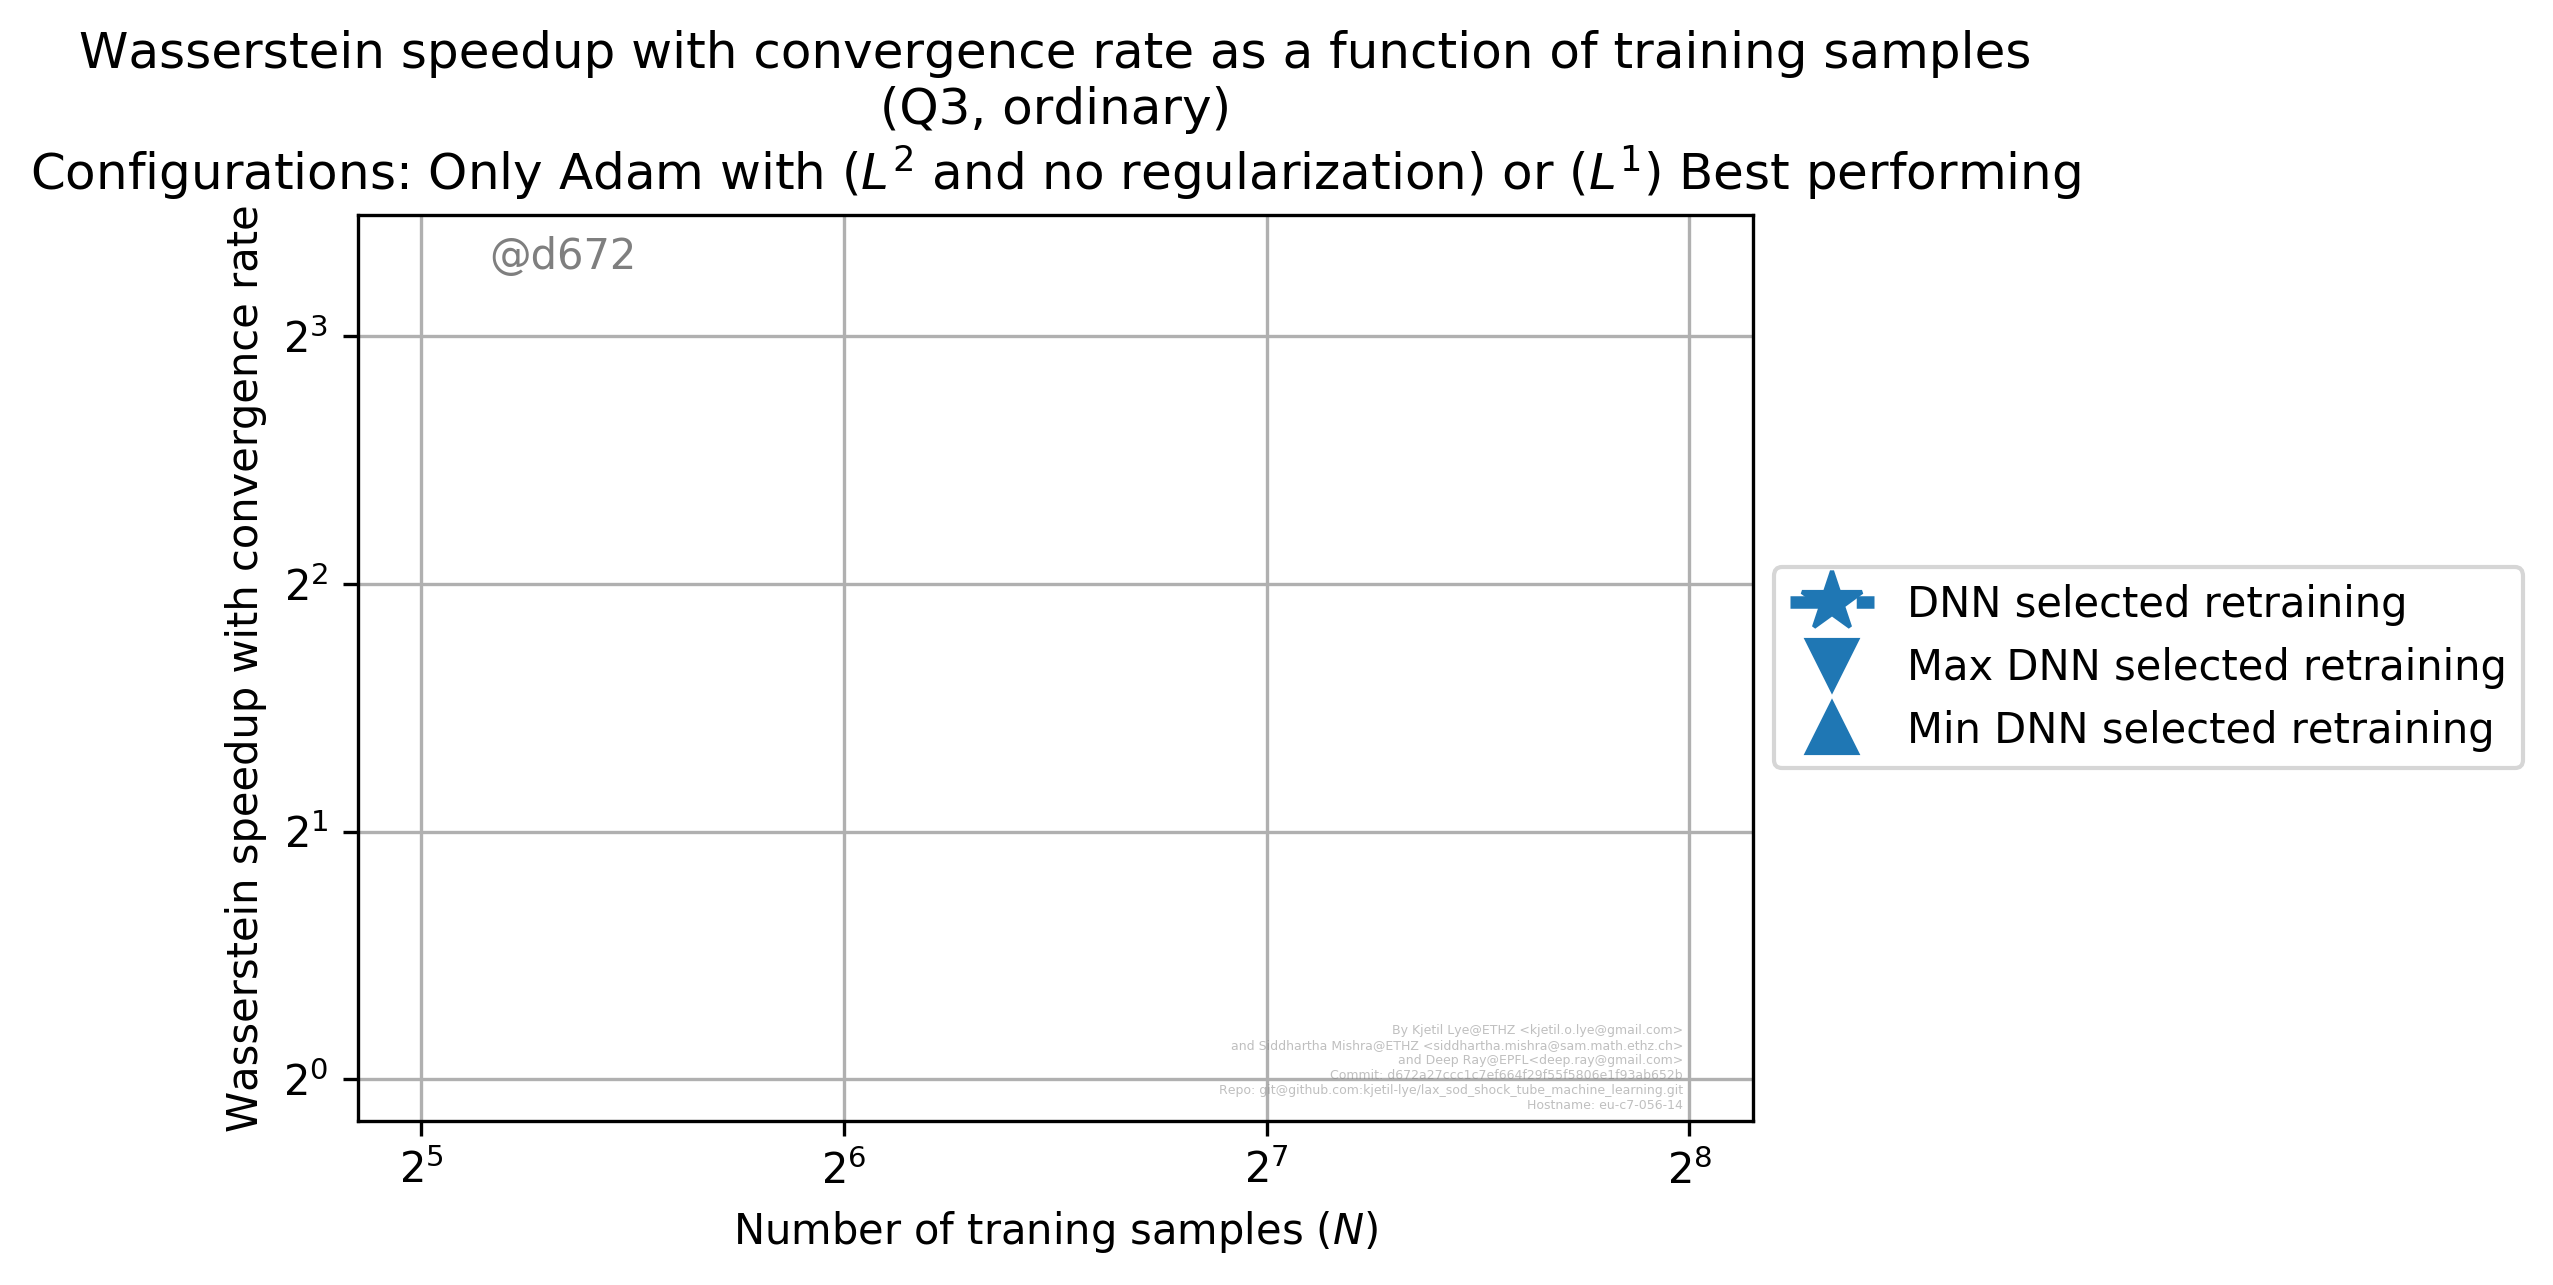 Wasserstein speedup with convergence rate as a function of training samples
(Q3, ordinary)
Configurations: Only Adam with (L² and no regularization) or (L¹) Best performing
@d672
Wasserstein speedup with convergence rate
2³
2²
2¹
2⁰
DNN selected retraining
Max DNN selected retraining
Min DNN selected retraining
By Kjetil Lye@ETHZ <kjetil.o.lye@gmail.com>
and Siddhartha Mishra@ETHZ <siddhartha.mishra@sam.math.ethz.ch>
and Deep Ray@EPFL<deep.ray@gmail.com>
Commit: d672a27ccc1c7ef664f29f55f5806e1f93ab652b
Repo: git@github.com:kjetil-lye/lax_sod_shock_tube_machine_learning.git
Hostname: eu-c7-056-14
2⁵ 2⁶ 2⁷ 2⁸
Number of traning samples (N)